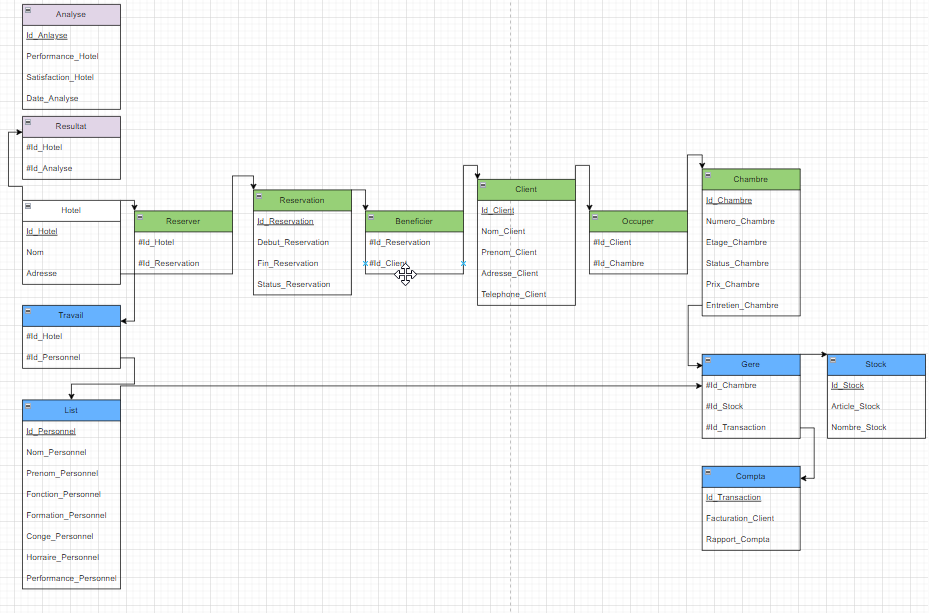 Analyse
Id_Anlayse
Performance_Hotel
Satisfaction_Hotel
Date_Analyse
Resultat
#Id_Hotel
#Id_Analyse
Hotel
Id_Hotel
Nom
Adresse
Reserver
#Id_Hotel
#Id_Reservation
Reservation
Id_Reservation
Debut_Reservation
Fin_Reservation
Status_Reservation
Beneficier
#Id_Reservation
#Id_Client
Client
Id_Client
Nom_Client
Prenom_Client
Adresse_Client
Telephone_Client
Occuper
#Id_Client
#Id_Chambre
Chambre
Id_Chambre
Numero_Chambre
Etage_Chambre
Status_Chambre
Prix_Chambre
Entretien_Chambre
Travail
#Id_Hotel
#Id_Personnel
List
Id_Personnel
Nom_Personnel
Prenom_Personnel
Fonction_Personnel
Formation_Personnel
Conge_Personnel
Horraire_Personnel
Performance_Personnel
Gere
#Id_Chambre
#Id_Stock
#Id_Transaction
Stock
Id_Stock
Article_Stock
Nombre_Stock
Compta
Id_Transaction
Facturation_Client
Rapport_Compta